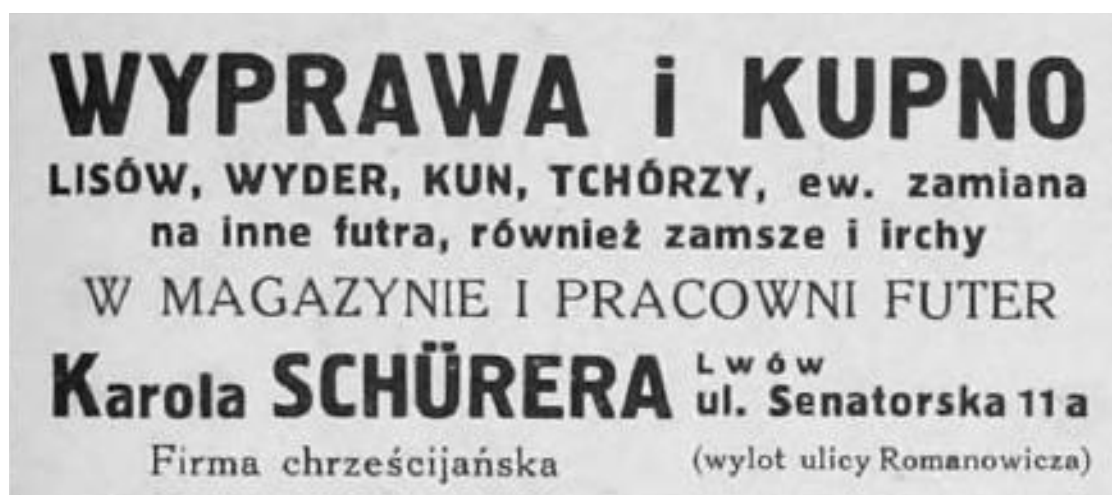 WYPRAWA i KUPNO
LISÓW, WYDER, KUN, TCHÓRZY, ew. zamiana
na inne futra, również zamsze i irchy
W MAGAZYNIE I PRACOWNI FUTER
Karola SCHÜRERA Lwów
ul. Senatorska 11a
Firma chrześcijańska (wylot ulicy Romanowicza)